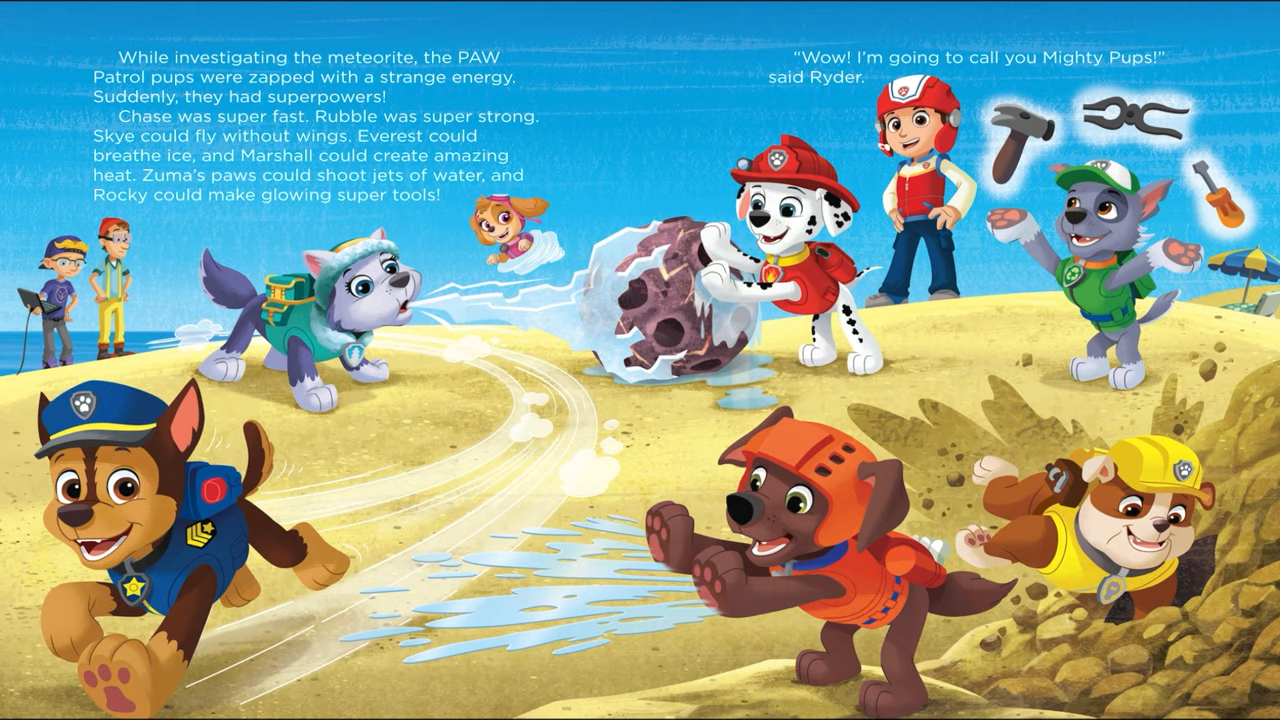 While investigating the meteorite, the PAW
Patrol pups were zapped with a strange energy.
Suddenly, they had superpowers!
Chase was super fast. Rubble was super strong.
Skye could fly without wings. Everest could
breathe ice, and Marshall could create amazing
heat. Zuma’s paws could shoot jets of water, and
Rocky could make glowing super tools!
“Wow! I’m going to call you Mighty Pups!”
said Ryder.